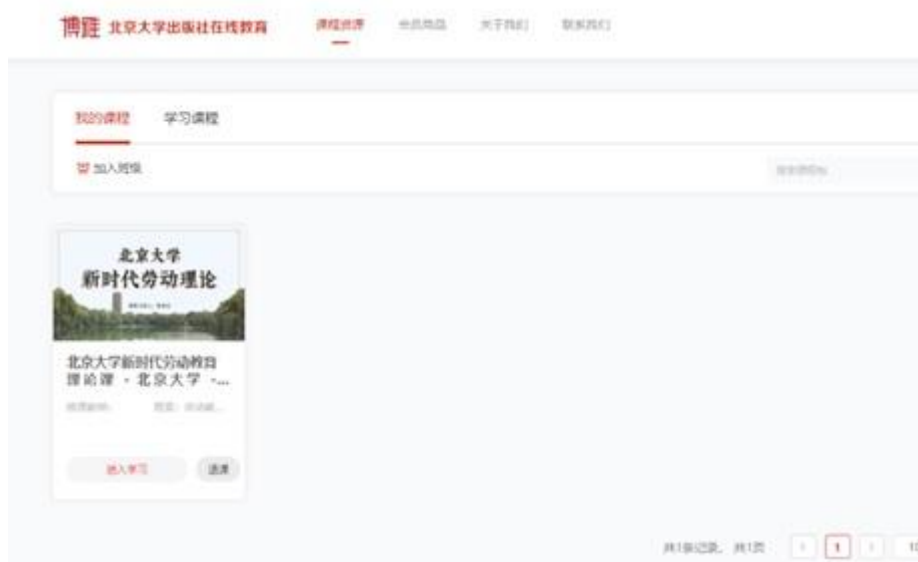 博雅 北京大学出版社在线教育 课程资源 会员商品 关于我们 联系我们
我的课程 学习课程
加入班级
北京大学
新时代劳动理论
北京大学新时代劳动教育
理论课 - 北京大学 -...
进入学习 退课
共1条记录, 共1页 1 10